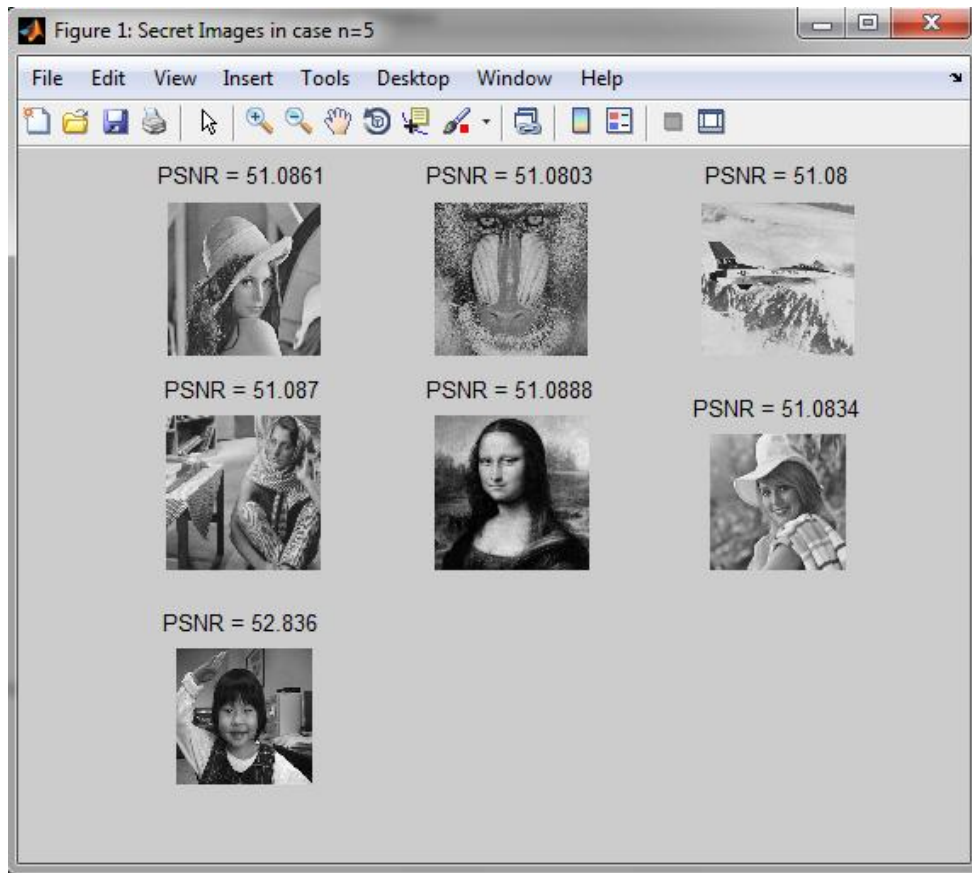 Figure 1: Secret Images in case n=5
File Edit View Insert Tools Desktop Window Help
PSNR = 51.0861 PSNR = 51.0803 PSNR = 51.08
PSNR = 51.087 PSNR = 51.0888 PSNR = 51.0834
PSNR = 52.836